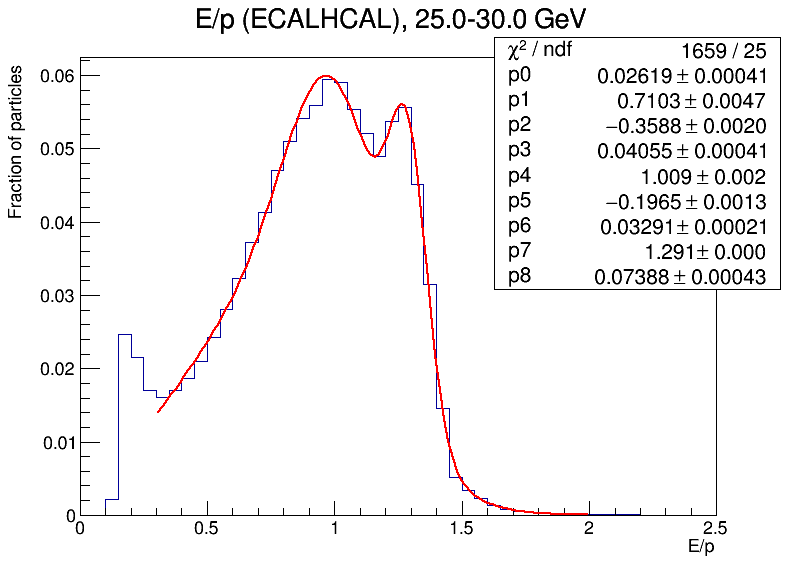 E/p (ECALHCAL), 25.0-30.0 GeV
χ² / ndf 1659 / 25
p0 0.02619 ± 0.00041
p1 0.7103 ± 0.0047
p2 −0.3588 ± 0.0020
p3 0.04055 ± 0.00041
p4 1.009 ± 0.002
p5 −0.1965 ± 0.0013
p6 0.03291 ± 0.00021
p7 1.291 ± 0.000
p8 0.07388 ± 0.00043
Fraction of particles
0.06
0.05
0.04
0.03
0.02
0.01
0
0 0.5 1 1.5 2 2.5
E/p